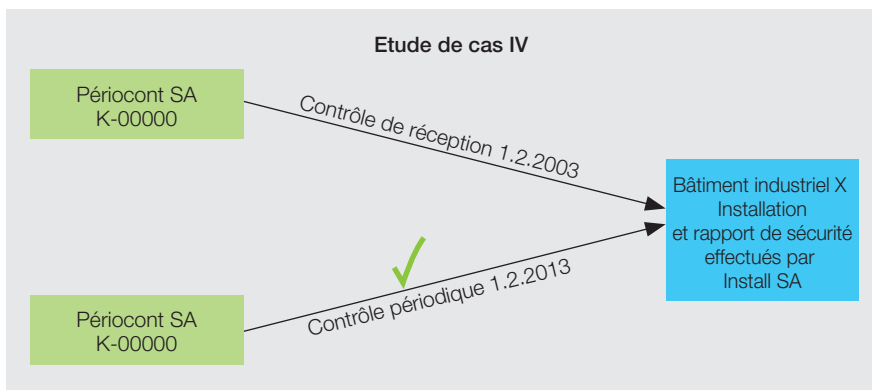 Etude de cas IV
Périocont SA
K-00000
Contrôle de réception 1.2.2003
Bâtiment industriel X
Installation
et rapport de sécurité
effectués par
Install SA
Contrôle périodique 1.2.2013
Périocont SA
K-00000